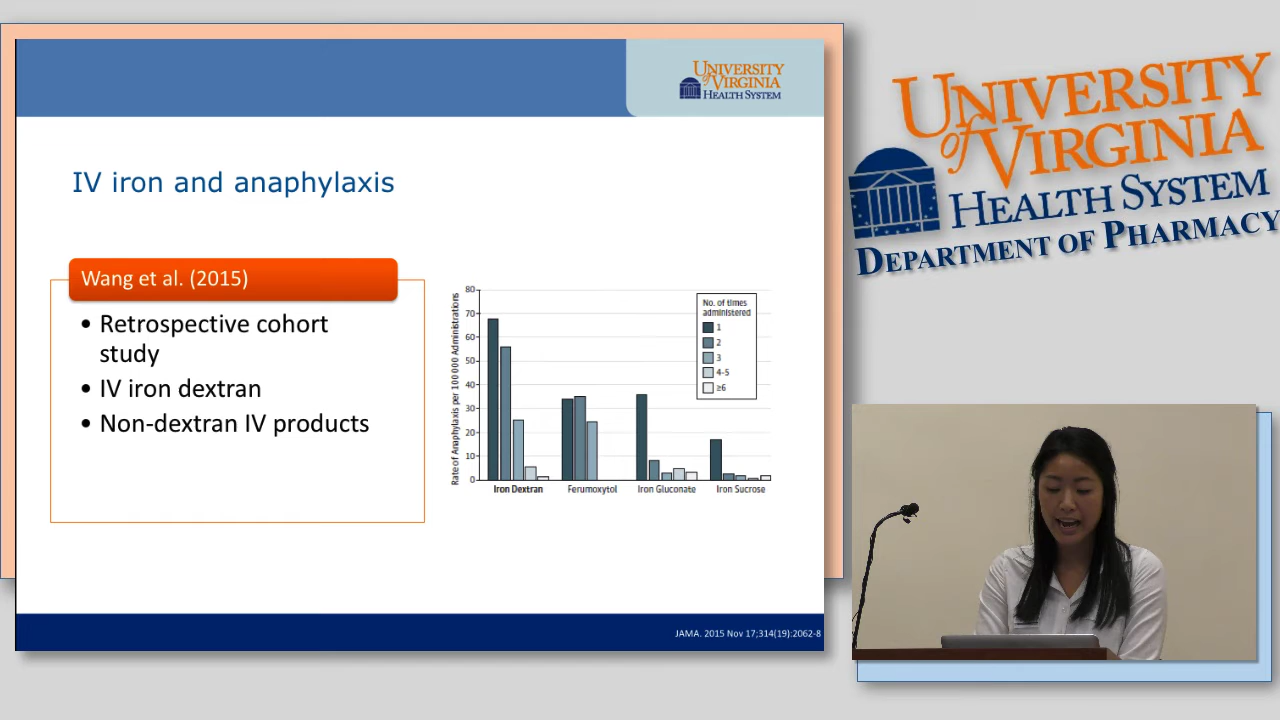 UNIVERSITY
of VIRGINIA
HEALTH SYSTEM
IV iron and anaphylaxis
Wang et al. (2015)
• Retrospective cohort
study
• IV iron dextran
• Non-dextran IV products
Rate of Anaphylaxis per 100 000 Administrations
80
70
60
50
40
30
20
10
0
No. of times
administered
1
2
3
4-5
≥6
Iron Dextran
Ferumoxytol
Iron Gluconate
Iron Sucrose
JAMA. 2015 Nov 17;314(19):2062-8
UNIVERSITY
of VIRGINIA
HEALTH SYSTEM
DEPARTMENT OF PHARMACY